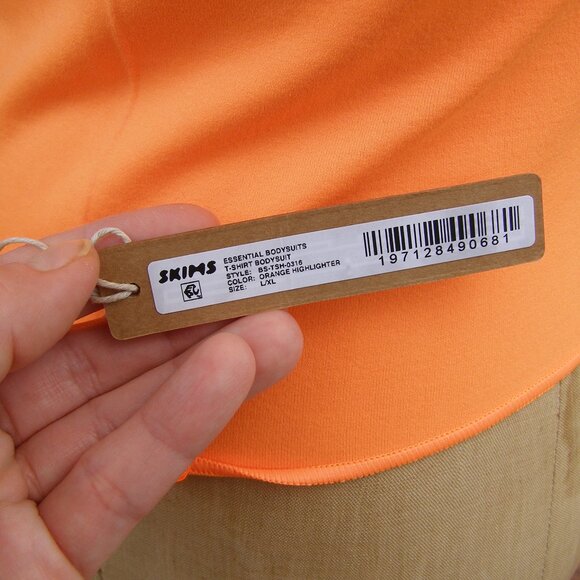 SKIMS
ESSENTIAL BODYSUITS
T-SHIRT BODYSUIT
STYLE: BS-TSH-0316
COLOR: ORANGE HIGHLIGHTER
SIZE: L/XL
197128490681